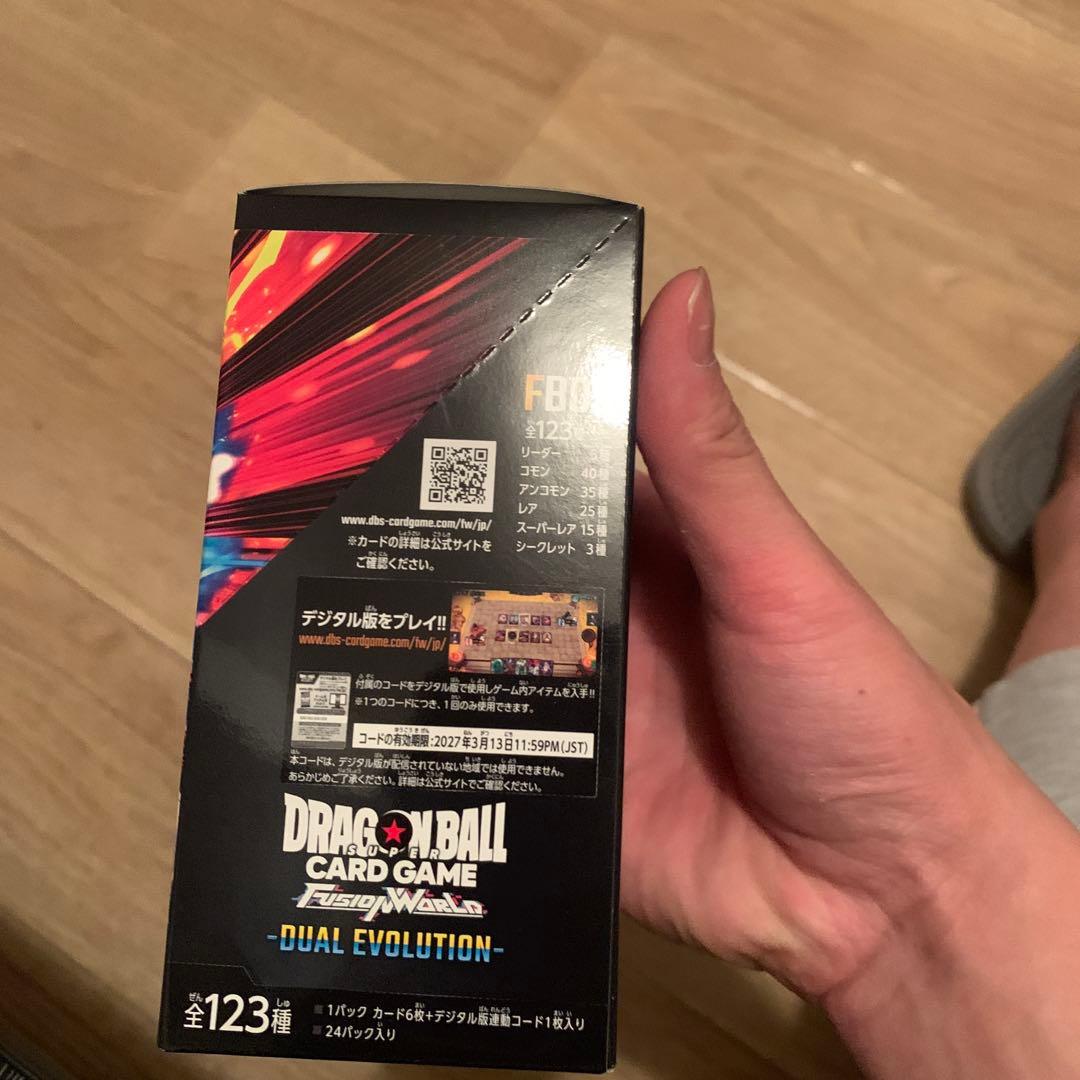 FB0
全123
リーダー
コモン 40種
アンコモン 35種
レア 25種
スーパーレア 15種
シークレット 3種
www.dbs-cardgame.com/fw/jp/
※カードの詳細は公式サイトを
ご確認ください。
デジタル版をプレイ!!
www.dbs-cardgame.com/fw/jp/
付属のコードをデジタル版で使用しゲーム内アイテムを入手!!
※1つのコードにつき、1回のみ使用できます。
コードの有効期限:2027年3月13日11:59PM(JST)
本コードは、デジタル版が配信されていない地域では使用できません。
あらかじめご了承ください。詳細は公式サイトでご確認ください。
DRAGON BALL
SUPER
CARD GAME
FUSION WORLD
-DUAL EVOLUTION-
全123種
1パック カード6枚+デジタル版連動コード1枚入り
24パック入り